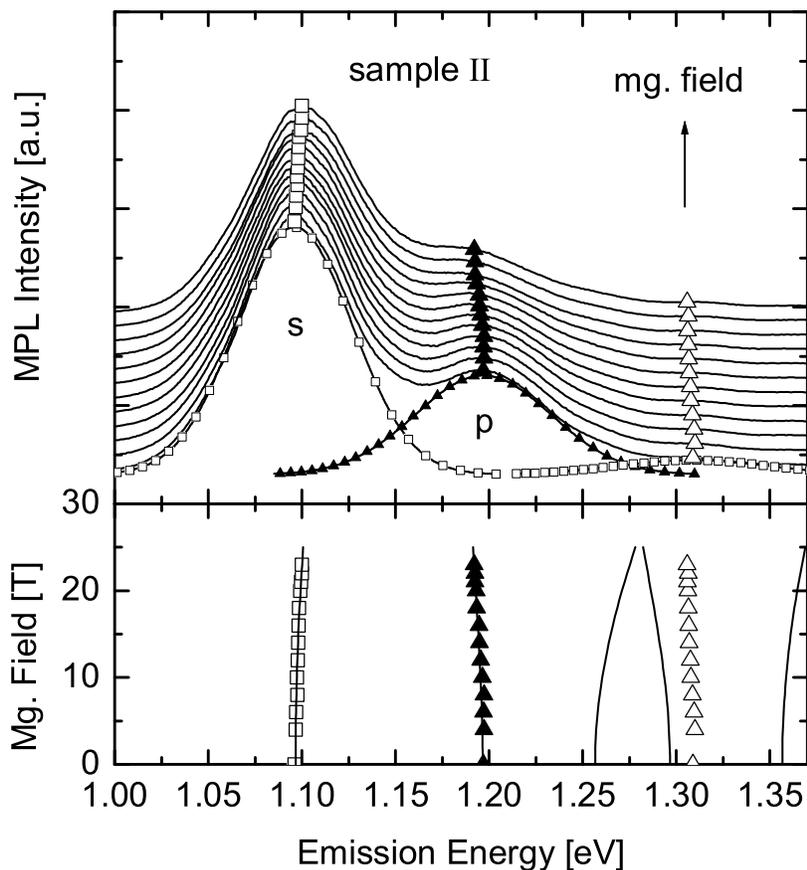 sample II
mg. field
MPL Intensity [a.u.]
s
p
30
20
10
0
Mg. Field [T]
1.00 1.05 1.10 1.15 1.20 1.25 1.30 1.35
Emission Energy [eV]